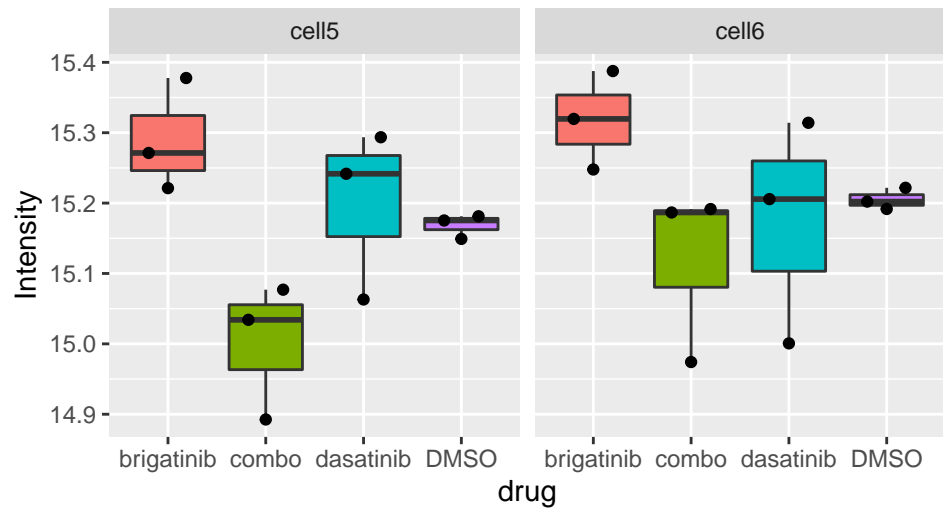 cell5 cell6
15.4
15.3
15.2
15.1
15.0
14.9
Intensity
brigatinib combo dasatinib DMSO brigatinib combo dasatinib DMSO
drug